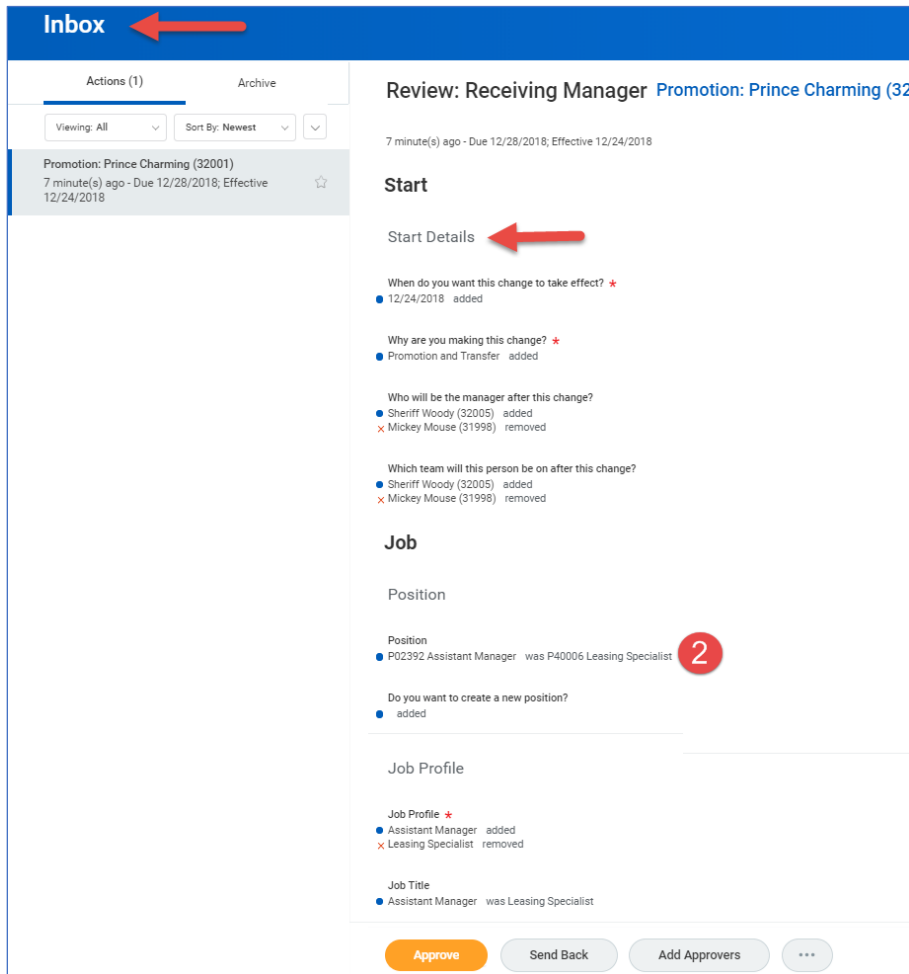 Inbox
Actions (1) Archive
Viewing: All Sort By: Newest
Promotion: Prince Charming (32001)
7 minute(s) ago - Due 12/28/2018; Effective
12/24/2018
Review: Receiving Manager Promotion: Prince Charming (32
7 minute(s) ago - Due 12/28/2018; Effective 12/24/2018
Start
Start Details
When do you want this change to take effect? *
12/24/2018 added
Why are you making this change? *
Promotion and Transfer added
Who will be the manager after this change?
Sheriff Woody (32005) added
× Mickey Mouse (31998) removed
Which team will this person be on after this change?
Sheriff Woody (32005) added
× Mickey Mouse (31998) removed
Job
Position
Position
P02392 Assistant Manager was P40006 Leasing Specialist 2
Do you want to create a new position?
added
Job Profile
Job Profile *
Assistant Manager added
× Leasing Specialist removed
Job Title
Assistant Manager was Leasing Specialist
Approve Send Back Add Approvers ...